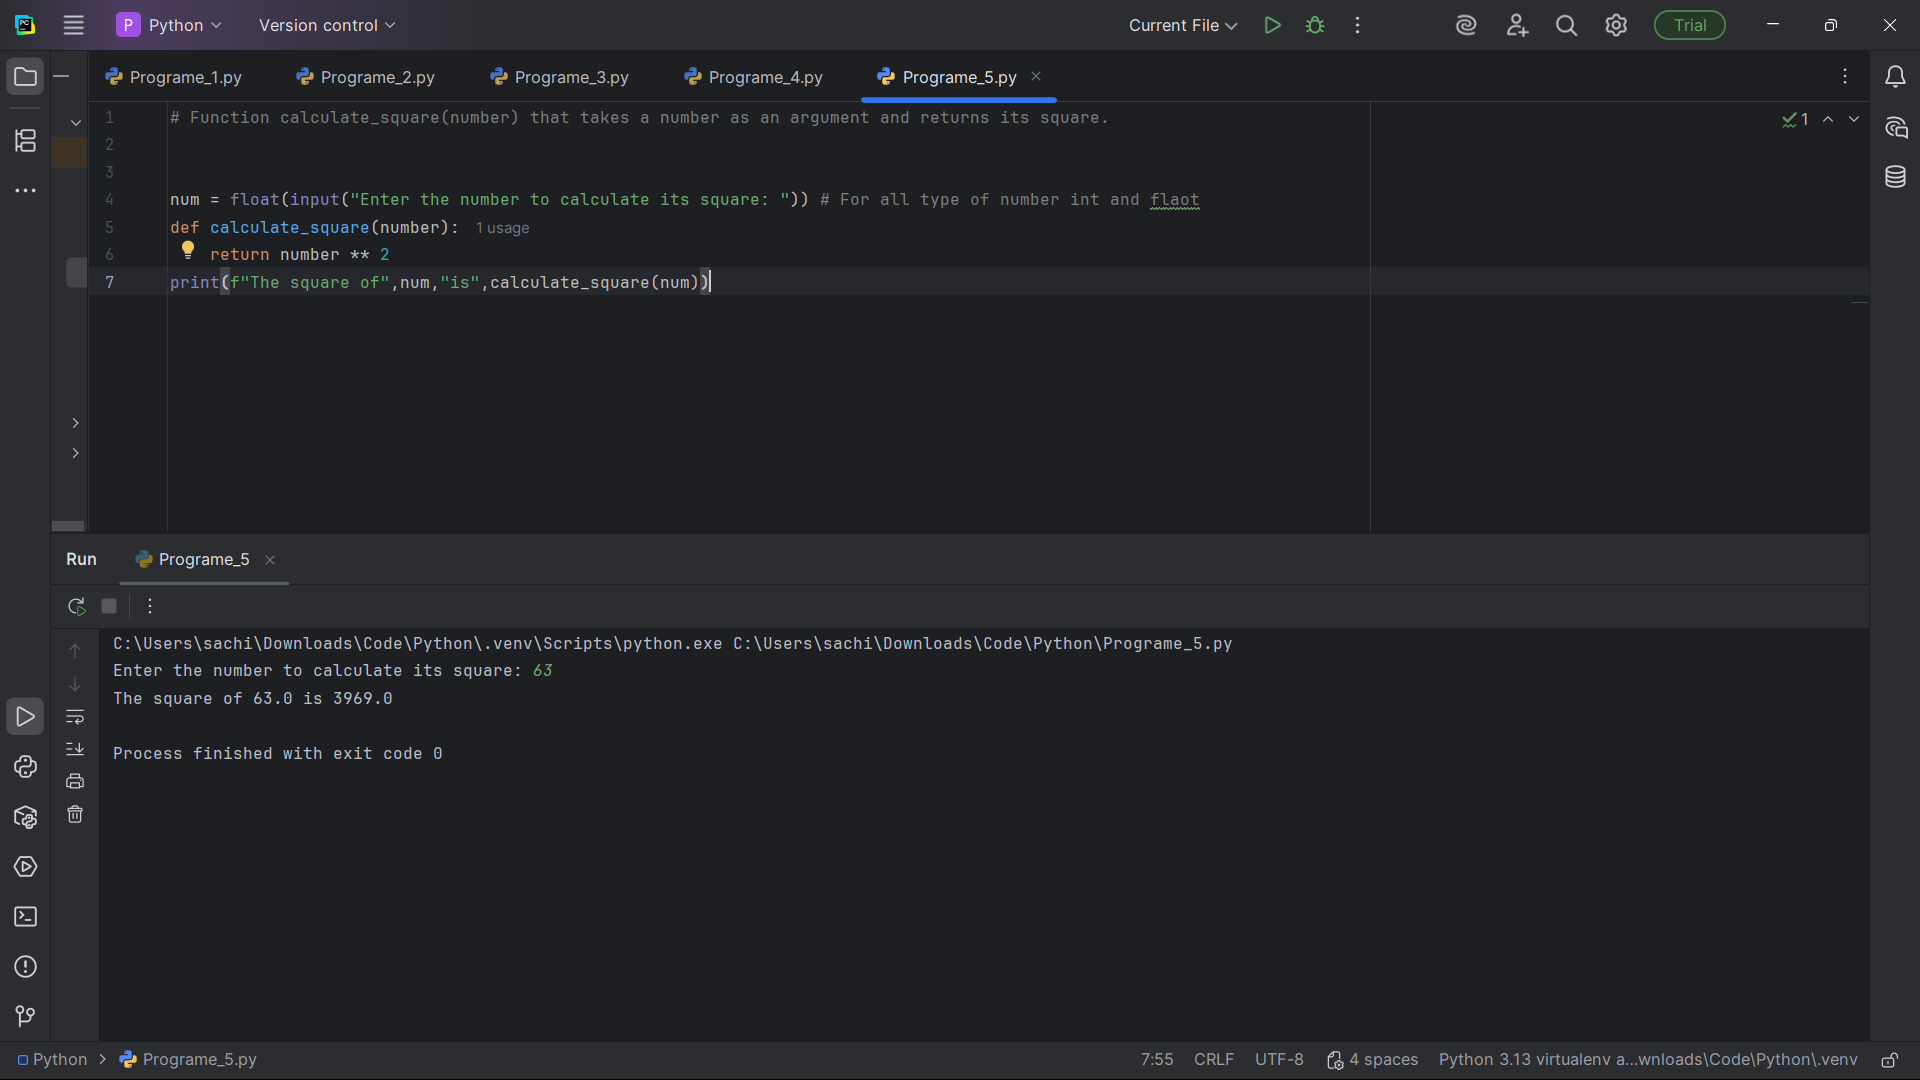 PC P Python Version control Current File Trial
Programe_1.py Programe_2.py Programe_3.py Programe_4.py Programe_5.py
1 # Function calculate_square(number) that takes a number as an argument and returns its square. 1
2
3
4 num = float(input("Enter the number to calculate its square: ")) # For all type of number int and flaot
5 def calculate_square(number): 1 usage
6 return number ** 2
7 print(f"The square of",num,"is",calculate_square(num))
Run Programe_5
C:\Users\sachi\Downloads\Code\Python\.venv\Scripts\python.exe C:\Users\sachi\Downloads\Code\Python\Programe_5.py
Enter the number to calculate its square: 63
The square of 63.0 is 3969.0
Process finished with exit code 0
Python Programe_5.py 7:55 CRLF UTF-8 4 spaces Python 3.13 virtualenv a...wnloads\Code\Python\.venv